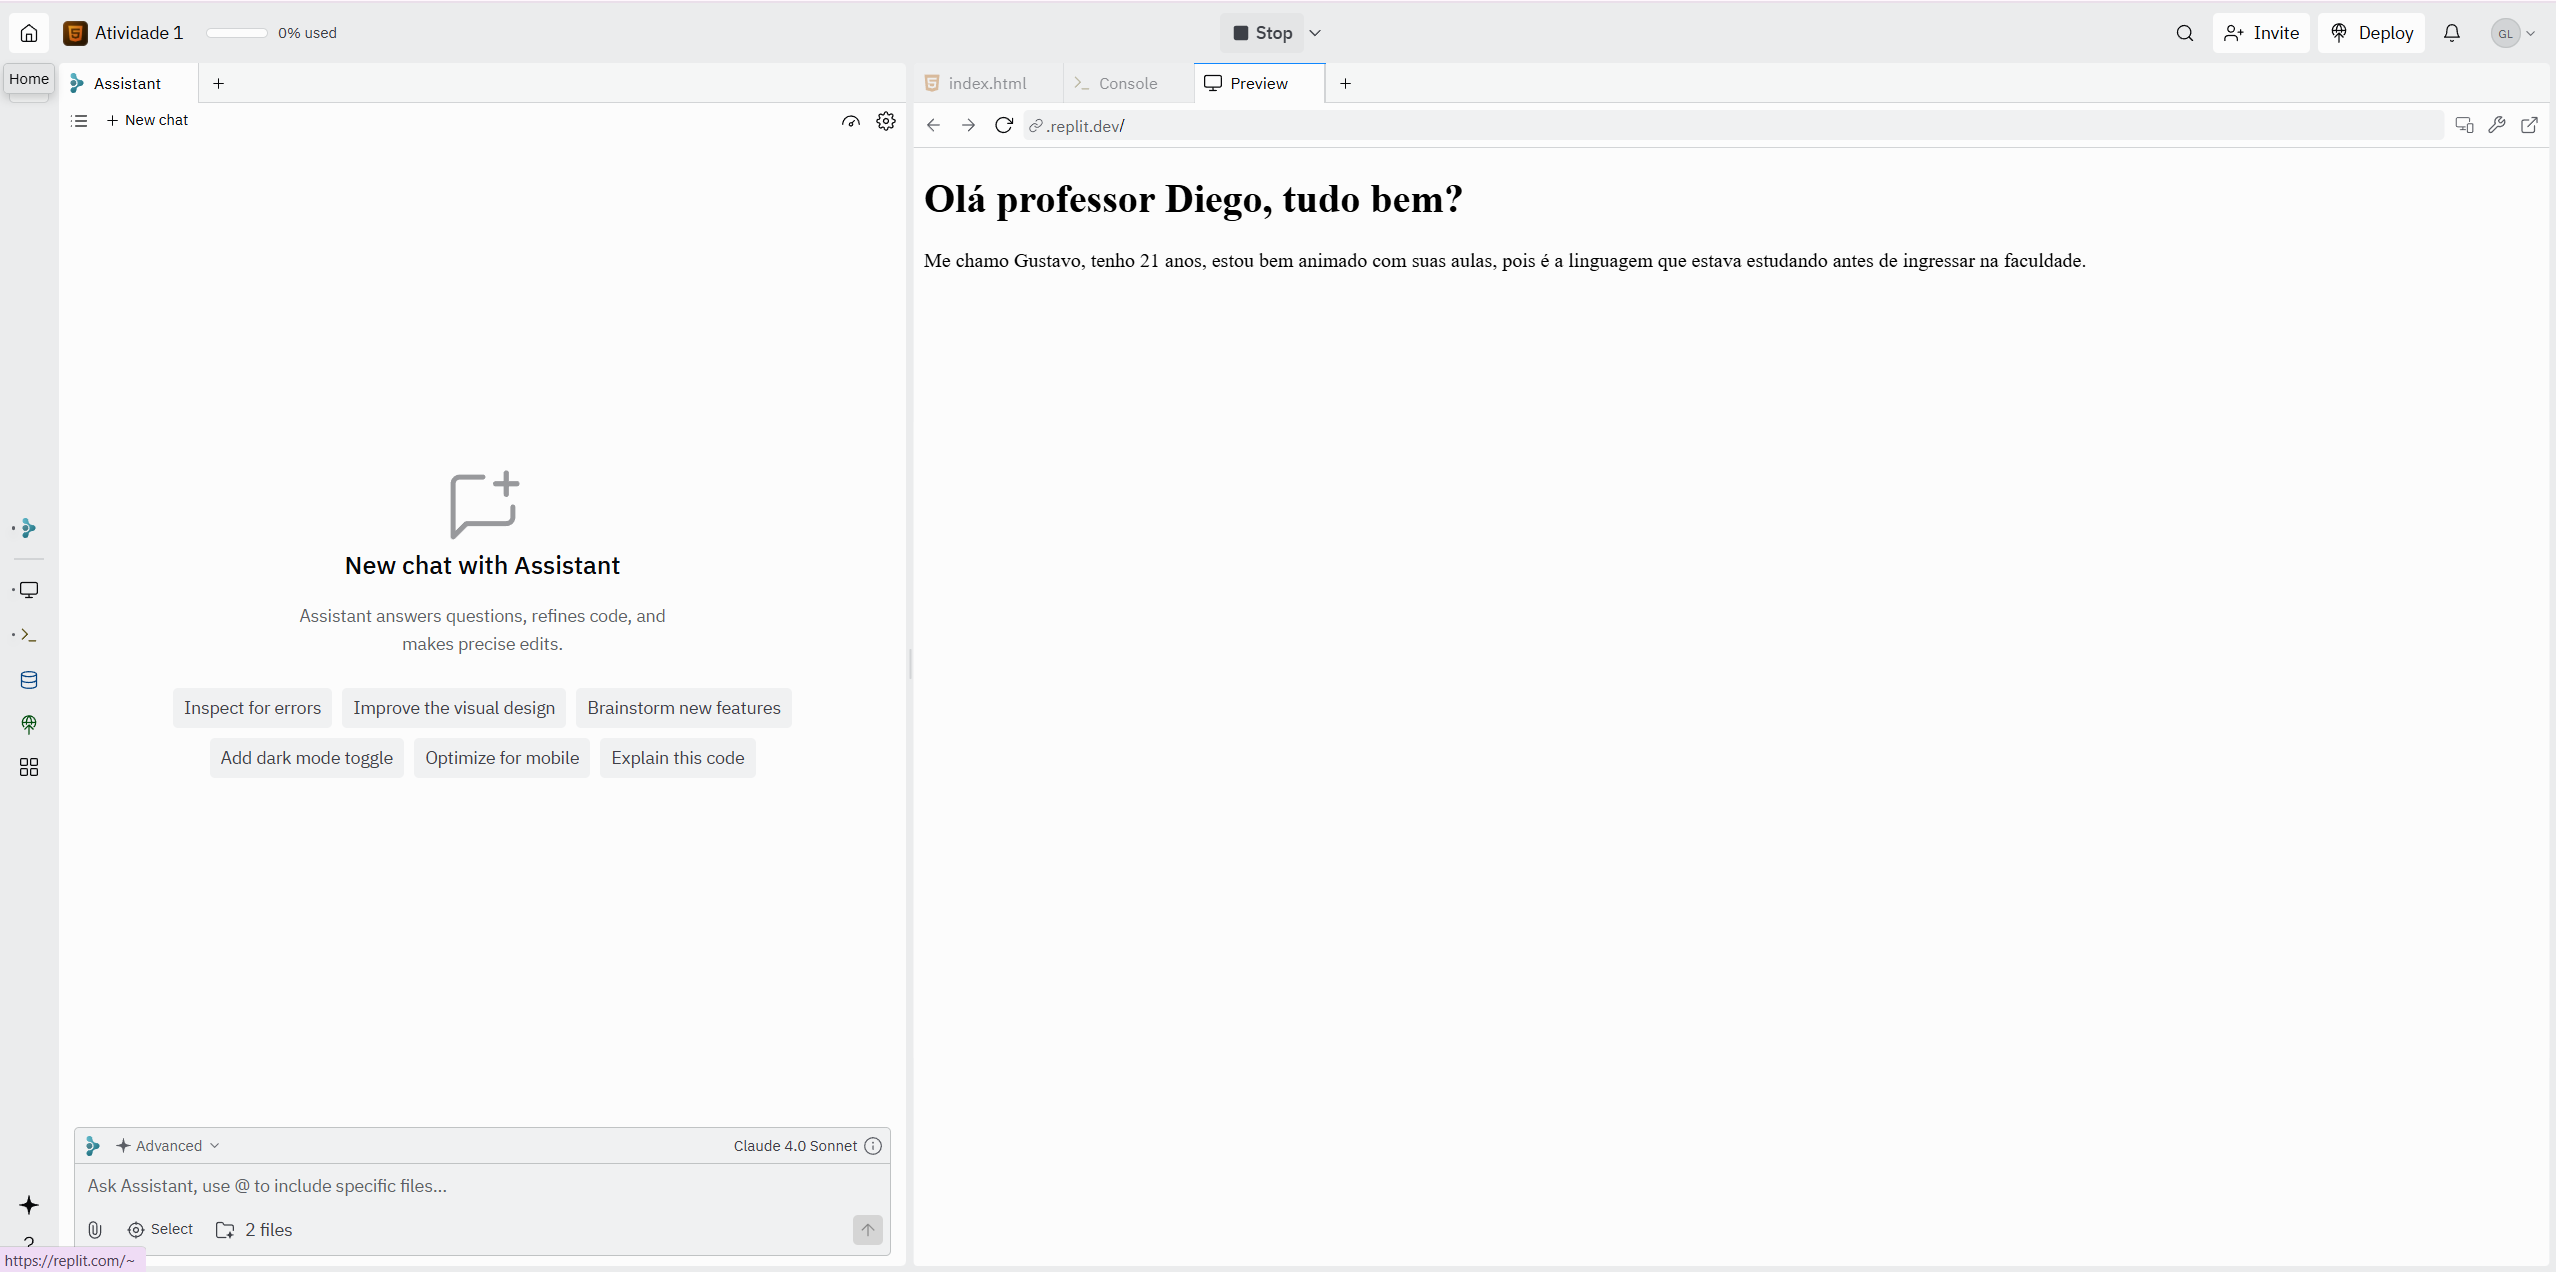 Atividade 1
0% used
Stop
Invite
Deploy
GL
Home
Assistant
index.html
Console
Preview
New chat
.replit.dev/
Olá professor Diego, tudo bem?
Me chamo Gustavo, tenho 21 anos, estou bem animado com suas aulas, pois é a linguagem que estava estudando antes de ingressar na faculdade.
New chat with Assistant
Assistant answers questions, refines code, and
makes precise edits.
Inspect for errors
Improve the visual design
Brainstorm new features
Add dark mode toggle
Optimize for mobile
Explain this code
Advanced
Claude 4.0 Sonnet
Ask Assistant, use @ to include specific files...
Select
2 files
https://replit.com/~